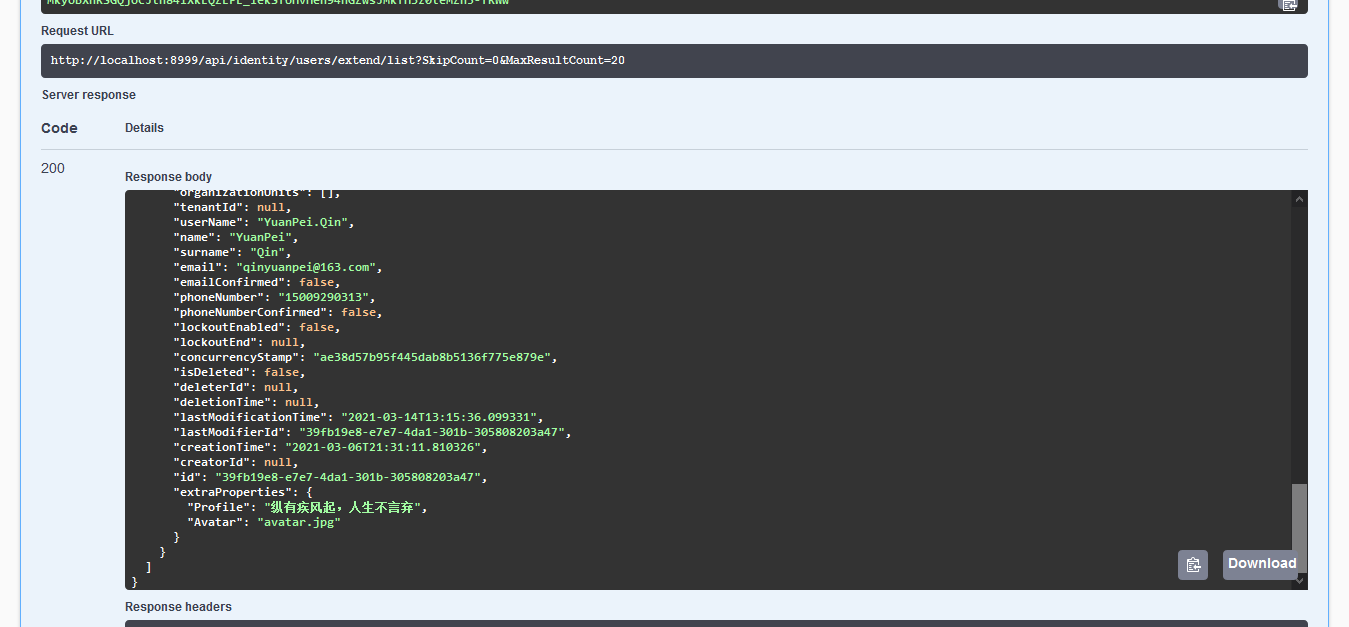 Request URL
http://localhost:8999/api/identity/users/extend/list?SkipCount=0&MaxResultCount=20
Server response
Code Details
200
Response body
"organizationUnits": [],
"tenantId": null,
"userName": "YuanPei.Qin",
"name": "YuanPei",
"surname": "Qin",
"email": "qinyuanpei@163.com",
"emailConfirmed": false,
"phoneNumber": "15009290313",
"phoneNumberConfirmed": false,
"lockoutEnabled": false,
"lockoutEnd": null,
"concurrencyStamp": "ae38d57b95f445dab8b5136f775e879e",
"isDeleted": false,
"deleterId": null,
"deletionTime": null,
"lastModificationTime": "2021-03-14T13:15:36.099331",
"lastModifierId": "39fb19e8-e7e7-4da1-301b-305808203a47",
"creationTime": "2021-03-06T21:31:11.810326",
"creatorId": null,
"id": "39fb19e8-e7e7-4da1-301b-305808203a47",
"extraProperties": {
"Profile": "纵有疾风起，人生不言弃",
"Avatar": "avatar.jpg"
}
}
]
}
Download
Response headers